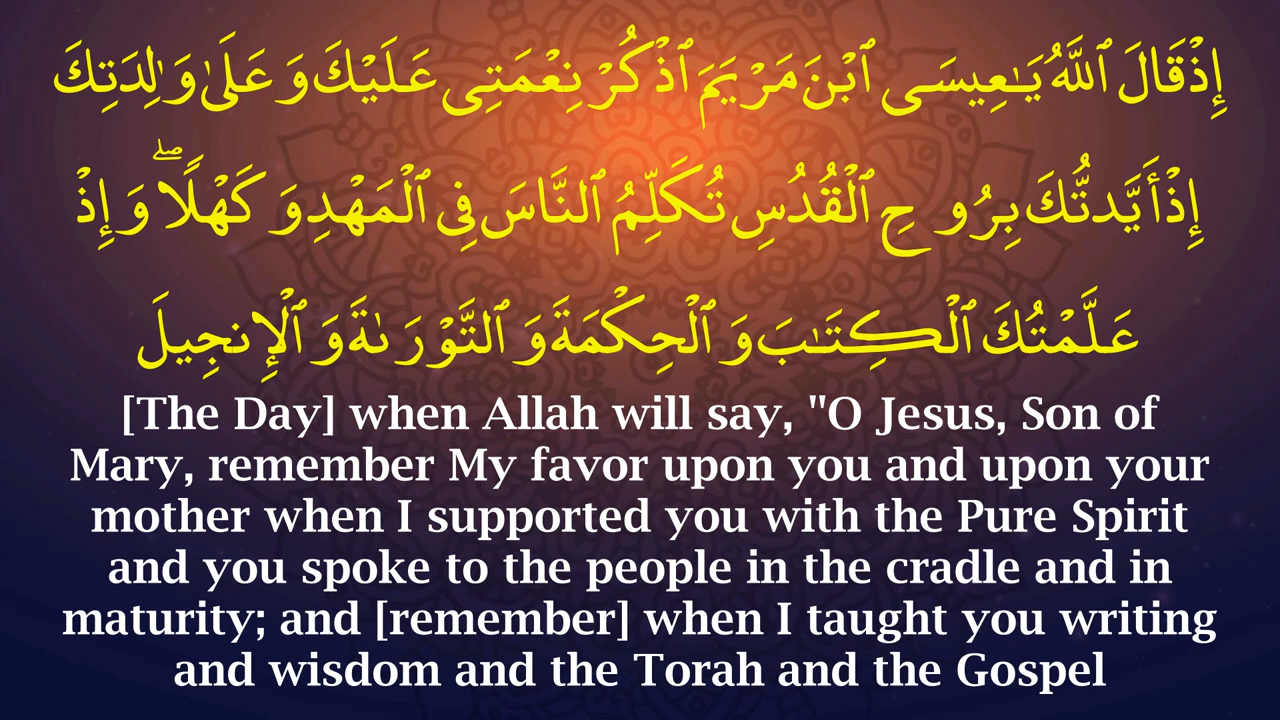 إِذْ قَالَ ٱللَّهُ يَـٰعِيسَى ٱبْنَ مَرْيَمَ ٱذْكُرْ نِعْمَتِى عَلَيْكَ وَعَلَىٰ وَٰلِدَتِكَ
إِذْ أَيَّدتُّكَ بِرُوحِ ٱلْقُدُسِ تُكَلِّمُ ٱلنَّاسَ فِى ٱلْمَهْدِ وَكَهْلًا ۖ وَإِذْ
عَلَّمْتُكَ ٱلْكِتَـٰبَ وَٱلْحِكْمَةَ وَٱلتَّوْرَىٰةَ وَٱلْإِنجِيلَ
[The Day] when Allah will say, "O Jesus, Son of
Mary, remember My favor upon you and upon your
mother when I supported you with the Pure Spirit
and you spoke to the people in the cradle and in
maturity; and [remember] when I taught you writing
and wisdom and the Torah and the Gospel